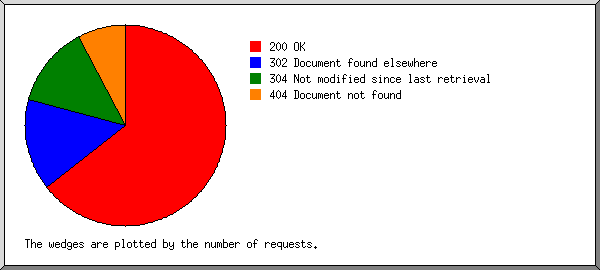 200 OK
302 Document found elsewhere
304 Not modified since last retrieval
404 Document not found
The wedges are plotted by the number of requests.